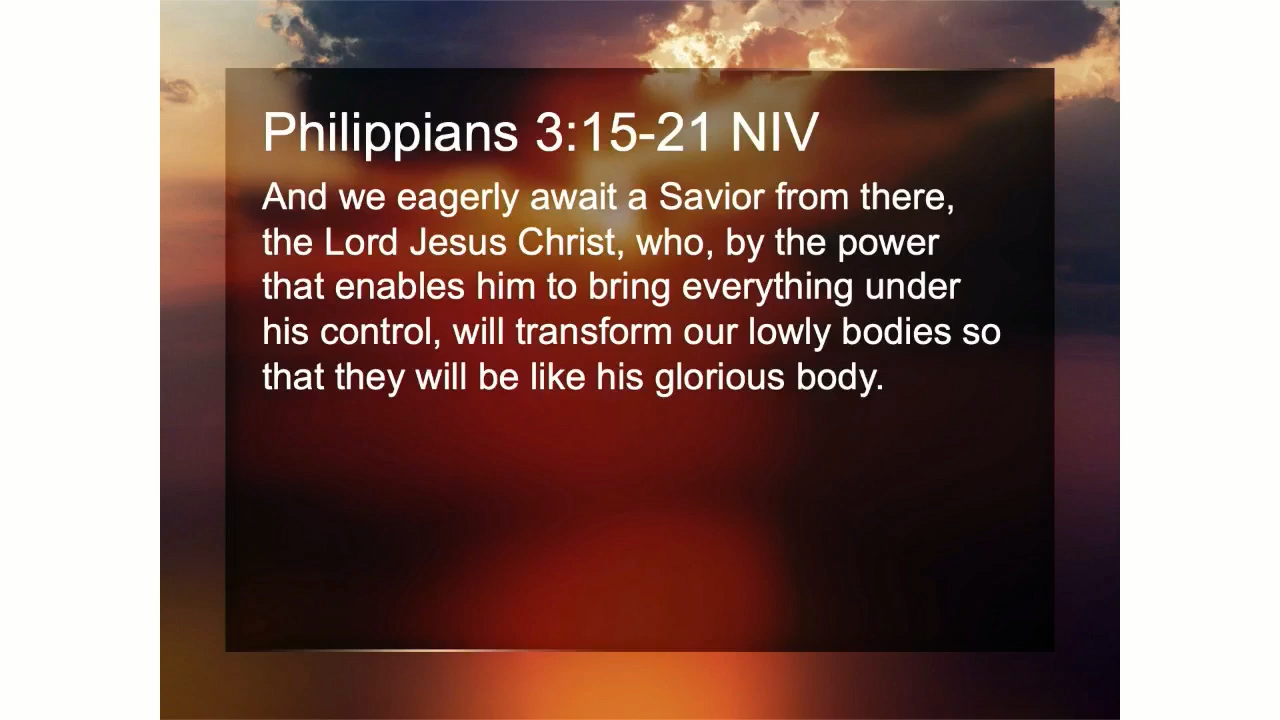 Philippians 3:15-21 NIV
And we eagerly await a Savior from there,
the Lord Jesus Christ, who, by the power
that enables him to bring everything under
his control, will transform our lowly bodies so
that they will be like his glorious body.